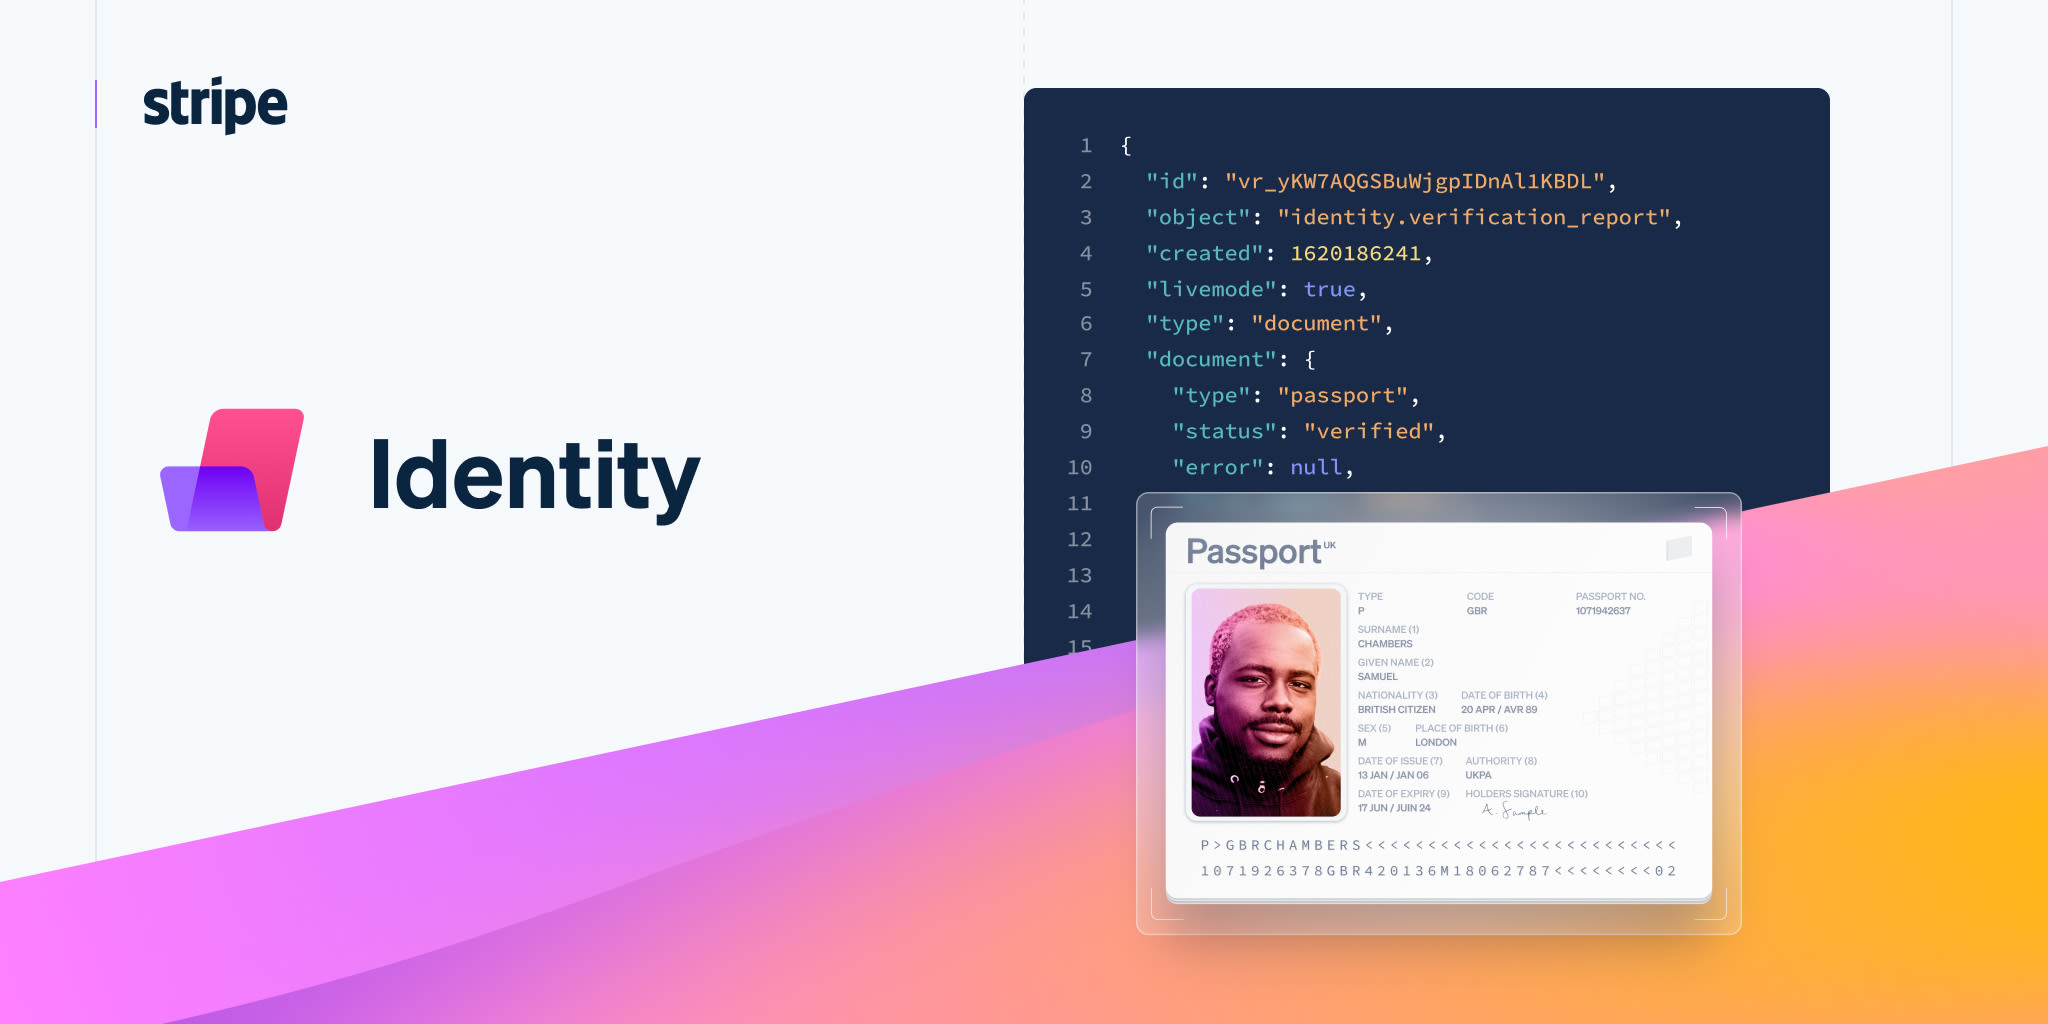 stripe
Identity
1 {
2 "id": "vr_yKW7AQGSBuWjgpIDnAl1KBDL",
3 "object": "identity.verification_report",
4 "created": 1620186241,
5 "livemode": true,
6 "type": "document",
7 "document": {
8 "type": "passport",
9 "status": "verified",
10 "error": null,
11
12
13
14
15
Passport UK
TYPE CODE PASSPORT NO.
P GBR 1071942637
SURNAME (1)
CHAMBERS
GIVEN NAME (2)
SAMUEL
NATIONALITY (3) DATE OF BIRTH (4)
BRITISH CITIZEN 20 APR / AVR 89
SEX (5) PLACE OF BIRTH (6)
M LONDON
DATE OF ISSUE (7) AUTHORITY (8)
13 JAN / JAN 06 UKPA
DATE OF EXPIRY (9) HOLDERS SIGNATURE (10)
17 JUN / JUIN 24 A. Sample
P>GBRCHAMBERS<<<<<<<<<<<<<<<<<<<<<<<<<
1071926378GBR420136M18062787<<<<<<<<02